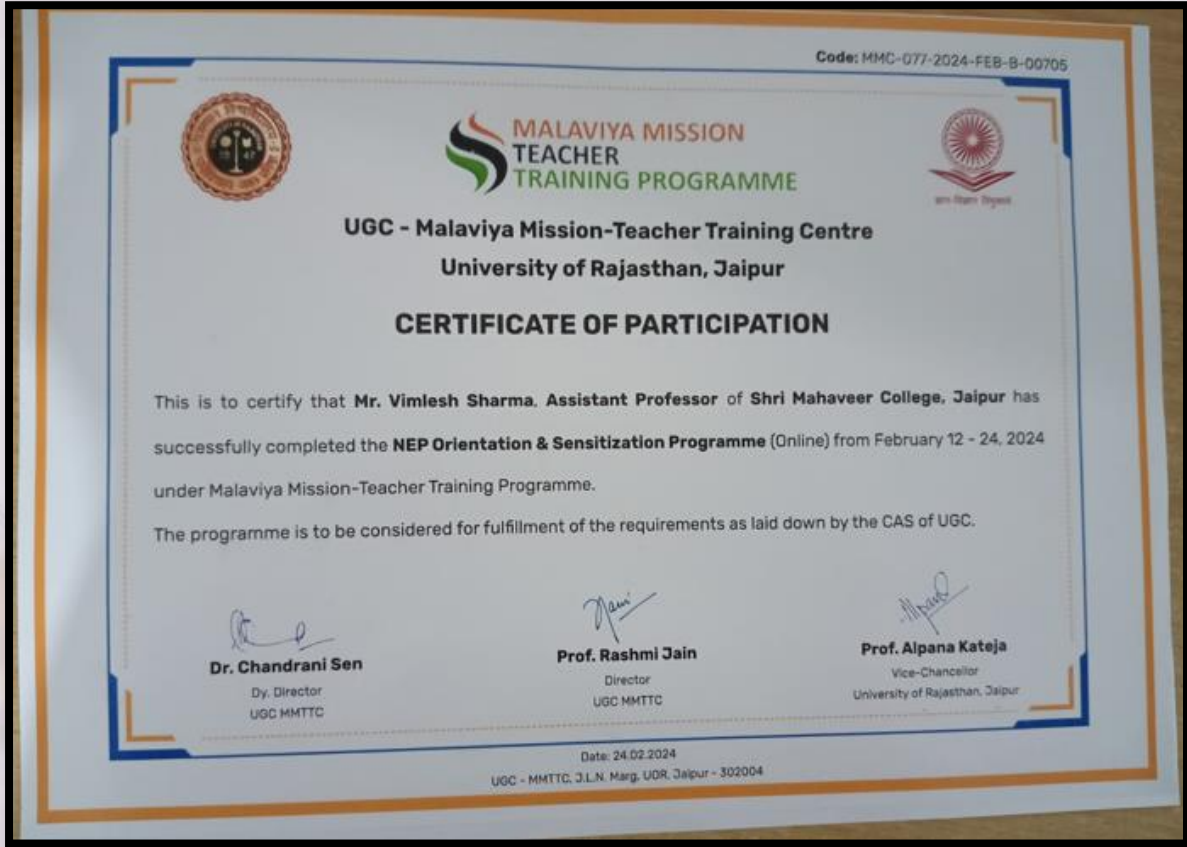 Code: MMC-077-2024-FEB-B-00705
MALAVIYA MISSION
TEACHER
TRAINING PROGRAMME
ज्ञान-विज्ञान विमुक्तये
UGC - Malaviya Mission-Teacher Training Centre
University of Rajasthan, Jaipur
CERTIFICATE OF PARTICIPATION
This is to certify that Mr. Vimlesh Sharma, Assistant Professor of Shri Mahaveer College, Jaipur has
successfully completed the NEP Orientation & Sensitization Programme (Online) from February 12 - 24, 2024
under Malaviya Mission-Teacher Training Programme.
The programme is to be considered for fulfillment of the requirements as laid down by the CAS of UGC.
Dr. Chandrani Sen
Dy. Director
UGC MMTTC
Prof. Rashmi Jain
Director
UGC MMTTC
Prof. Alpana Kateja
Vice-Chancellor
University of Rajasthan, Jaipur
Date: 24.02.2024
UGC - MMTTC, J.L.N. Marg, UOR, Jaipur - 302004